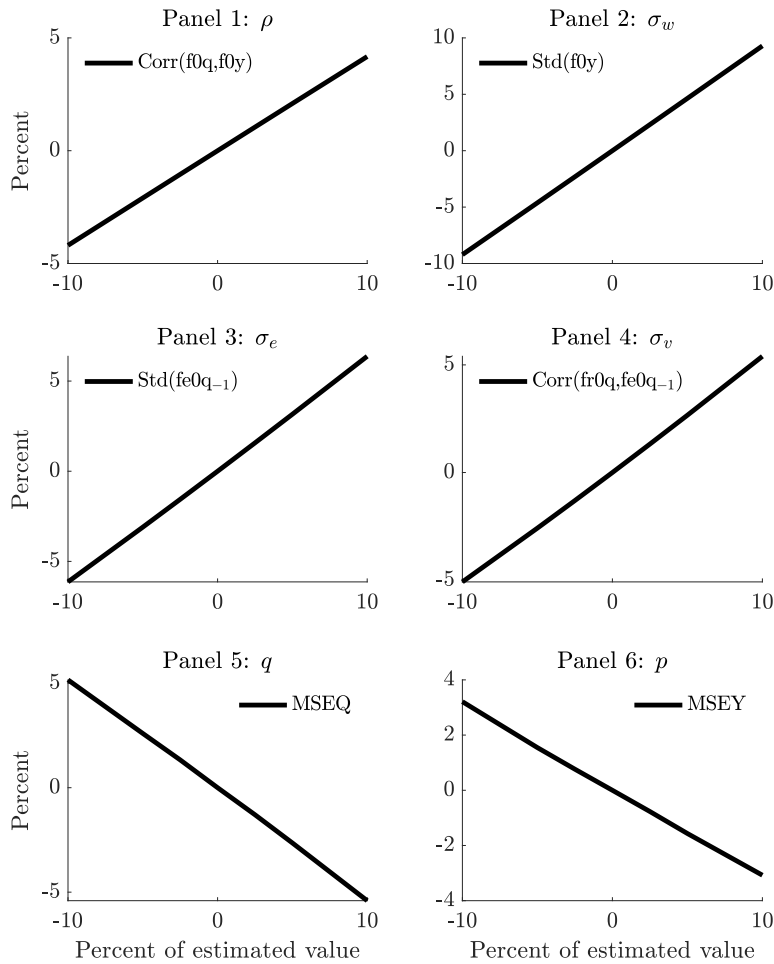 Panel 1: ρ
Panel 2: σ_w
5
Corr(f0q,f0y)
0
-5
-10
0
10
Percent
10
Std(f0y)
5
0
-5
-10
-10
0
10
Panel 3: σ_e
Panel 4: σ_v
5
Std(fe0q₋₁)
0
-5
-10
0
10
Percent
5
Corr(fr0q,fe0q₋₁)
0
-5
-10
0
10
Panel 5: q
Panel 6: p
5
MSEQ
0
-5
-10
0
10
Percent
Percent of estimated value
4
MSEY
2
0
-2
-4
-10
0
10
Percent of estimated value